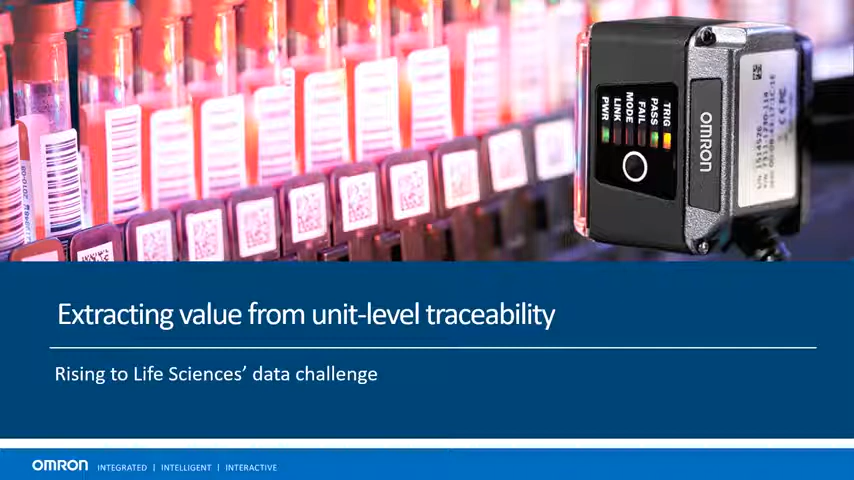 TRIG
PASS
FAIL
MODE
LINK
PWR
OMRON
Extracting value from unit-level traceability
Rising to Life Sciences’ data challenge
OMRON INTEGRATED | INTELLIGENT | INTERACTIVE